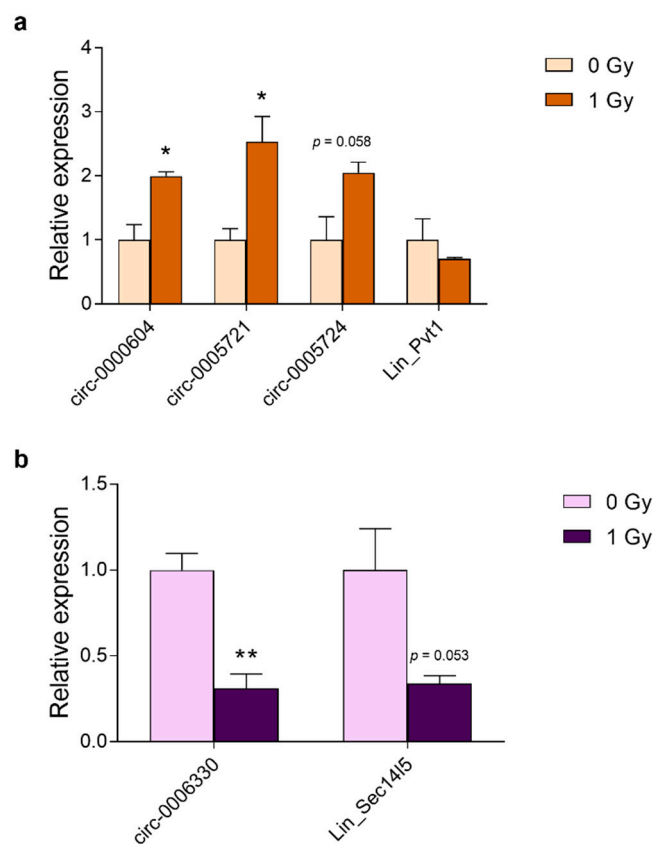 a
Relative expression
4
3
2
1
0
*
*
p = 0.058
0 Gy
1 Gy
circ-0000604
circ-0005721
circ-0005724
Lin_Pvt1
b
Relative expression
1.5
1.0
0.5
0.0
**
p = 0.053
0 Gy
1 Gy
circ-0006330
Lin_Sec14l5